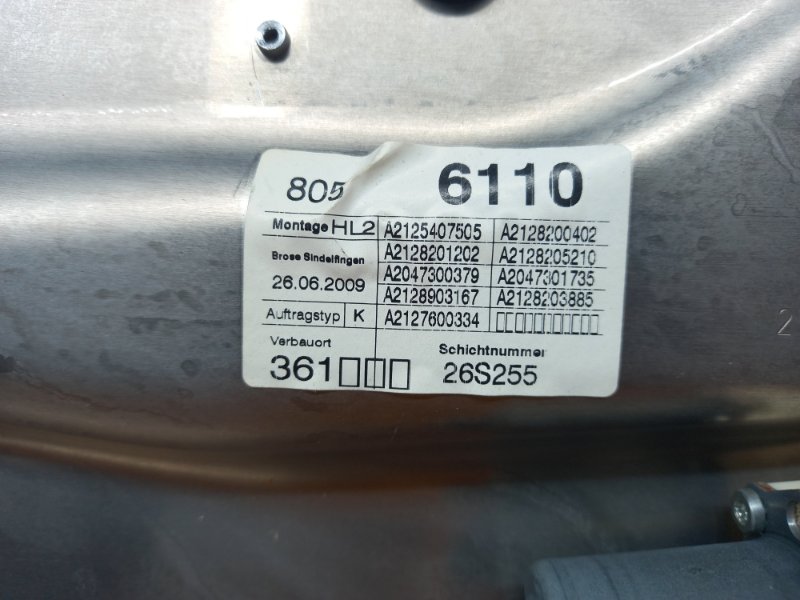 805 6110
Montage HL2 A2125407505 A2128200402
Brose Sindelfingen A2128201202 A2128205210
26.06.2009 A2047300379 A2047301735
A2128903167 A2128203885
Auftragstyp K A2127600334
Verbauort Schichtnummer
361 26S255
2